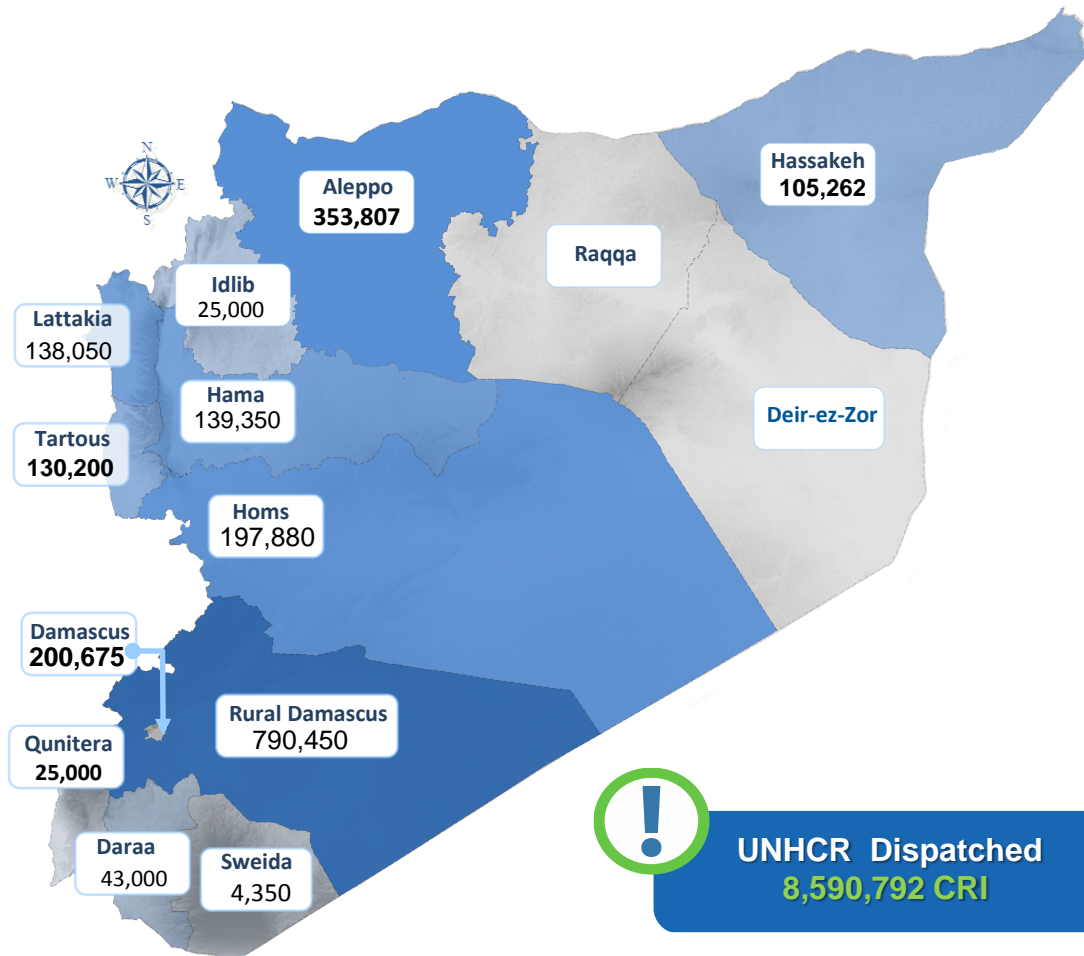 N
W E
S
Aleppo
353,807
Hassakeh
105,262
Raqqa
Idlib
25,000
Lattakia
138,050
Hama
139,350
Deir-ez-Zor
Tartous
130,200
Homs
197,880
Damascus
200,675
Rural Damascus
790,450
Qunitera
25,000
Daraa
43,000
Sweida
4,350
!
UNHCR Dispatched
8,590,792 CRI